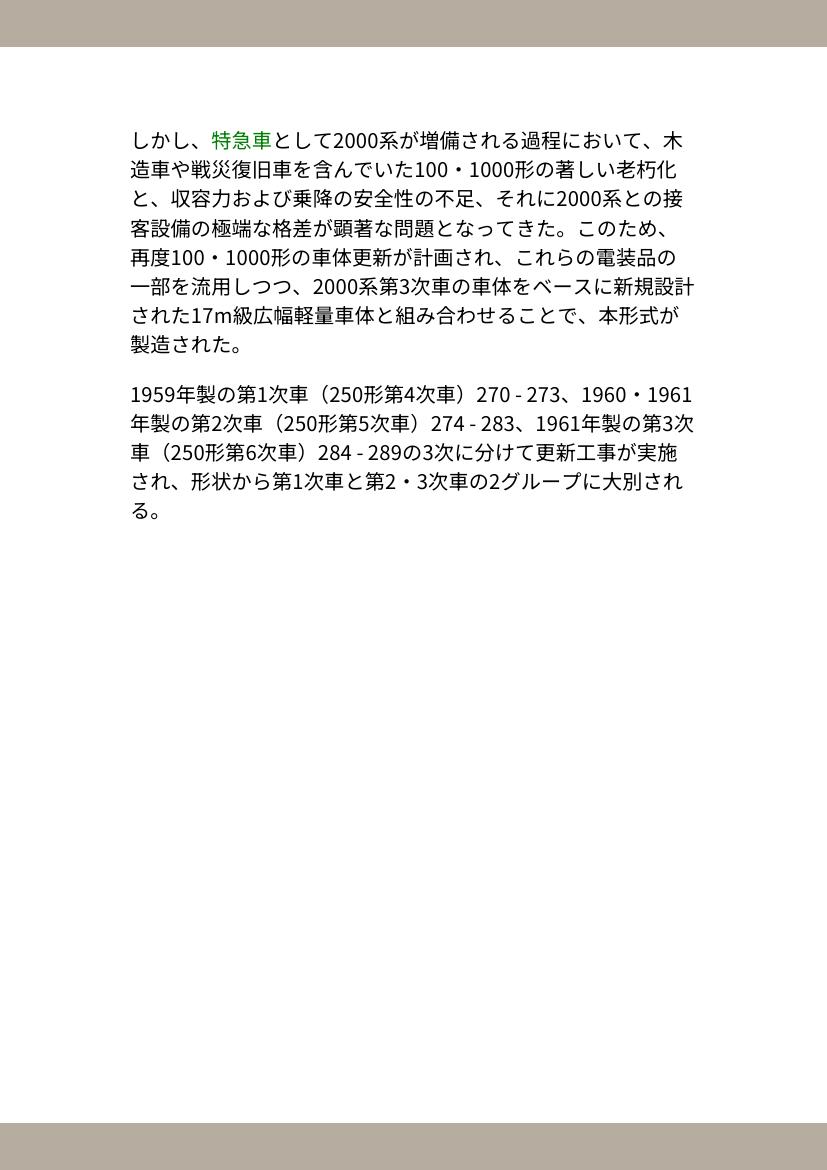 しかし、特急車として2000系が増備される過程において、木
造車や戦災復旧車を含んでいた100・1000形の著しい老朽化
と、収容力および乗降の安全性の不足、それに2000系との接
客設備の極端な格差が顕著な問題となってきた。このため、
再度100・1000形の車体更新が計画され、これらの電装品の
一部を流用しつつ、2000系第3次車の車体をベースに新規設計
された17m級広幅軽量車体と組み合わせることで、本形式が
製造された。
1959年製の第1次車（250形第4次車）270 - 273、1960・1961
年製の第2次車（250形第5次車）274 - 283、1961年製の第3次
車（250形第6次車）284 - 289の3次に分けて更新工事が実施
され、形状から第1次車と第2・3次車の2グループに大別され
る。